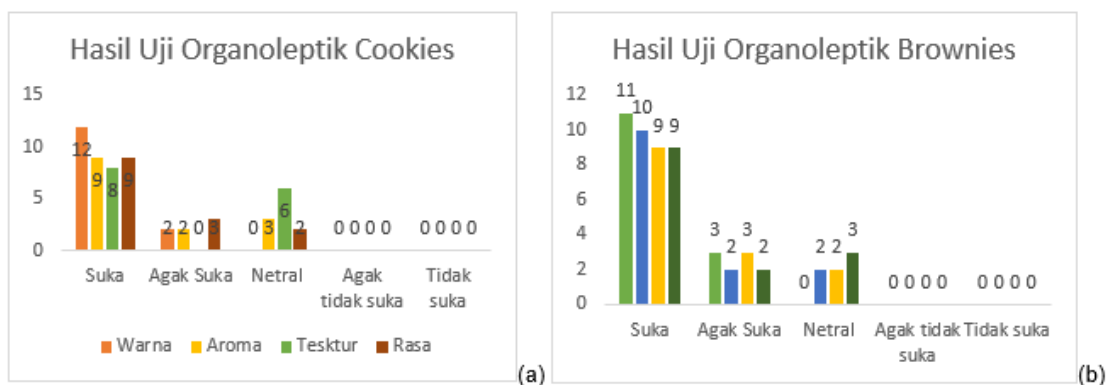 Hasil Uji Organoleptik Cookies
15
10
5
0
12 9 8 9
2 2 0 3
0 3 6 2
0 0 0 0
0 0 0 0
Suka Agak Suka Netral Agak tidak suka Tidak suka
Warna Aroma Tesktur Rasa
(a)
Hasil Uji Organoleptik Brownies
12
10
8
6
4
2
0
11 10 9 9
3 2 3 2
0 2 2 3
0 0 0 0
0 0 0 0
Suka Agak Suka Netral Agak tidak suka Tidak suka
(b)